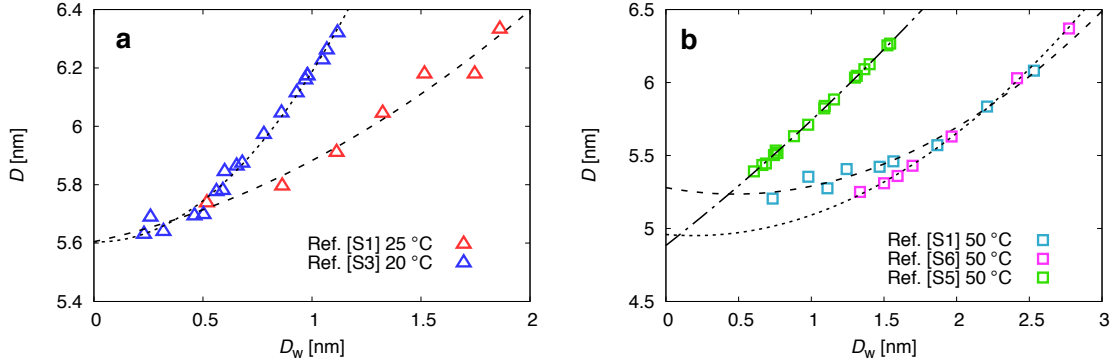 a
6.4
6.2
6
5.8
5.6
5.4
D [nm]
0 0.5 1 1.5 2
D_w [nm]
Ref. [S1] 25 °C
Ref. [S3] 20 °C
b
6.5
6
5.5
5
4.5
D [nm]
0 0.5 1 1.5 2 2.5 3
D_w [nm]
Ref. [S1] 50 °C
Ref. [S6] 50 °C
Ref. [S5] 50 °C